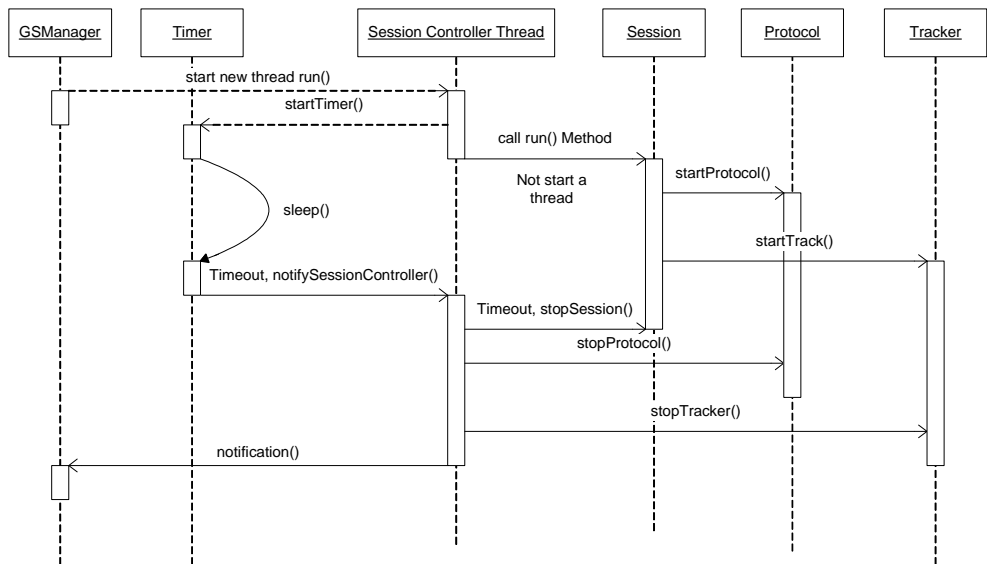 GSManager
Timer
Session Controller Thread
Session
Protocol
Tracker
start new thread run()
startTimer()
call run() Method
Not start a
thread
startProtocol()
sleep()
startTrack()
Timeout, notifySessionController()
Timeout, stopSession()
stopProtocol()
stopTracker()
notification()